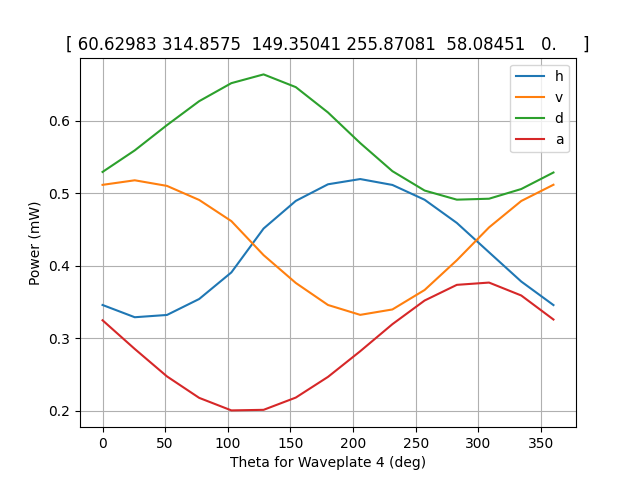 [ 60.62983 314.8575 149.35041 255.87081 58.08451 0. ]
h
v
d
a
0.6
0.5
0.4
0.3
0.2
Power (mW)
0 50 100 150 200 250 300 350
Theta for Waveplate 4 (deg)